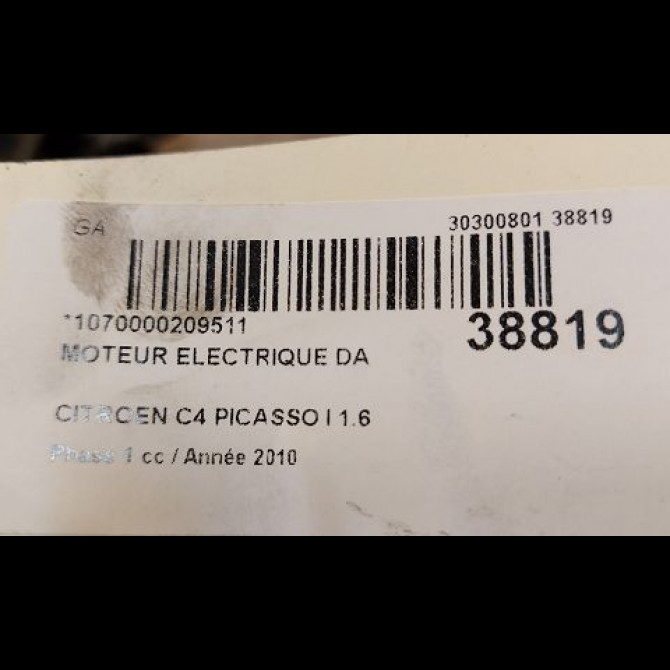 GA 30300801 38819
*1070000209511 38819
MOTEUR ELECTRIQUE DA
CITROEN C4 PICASSO I 1.6
Phase 1 cc / Année 2010